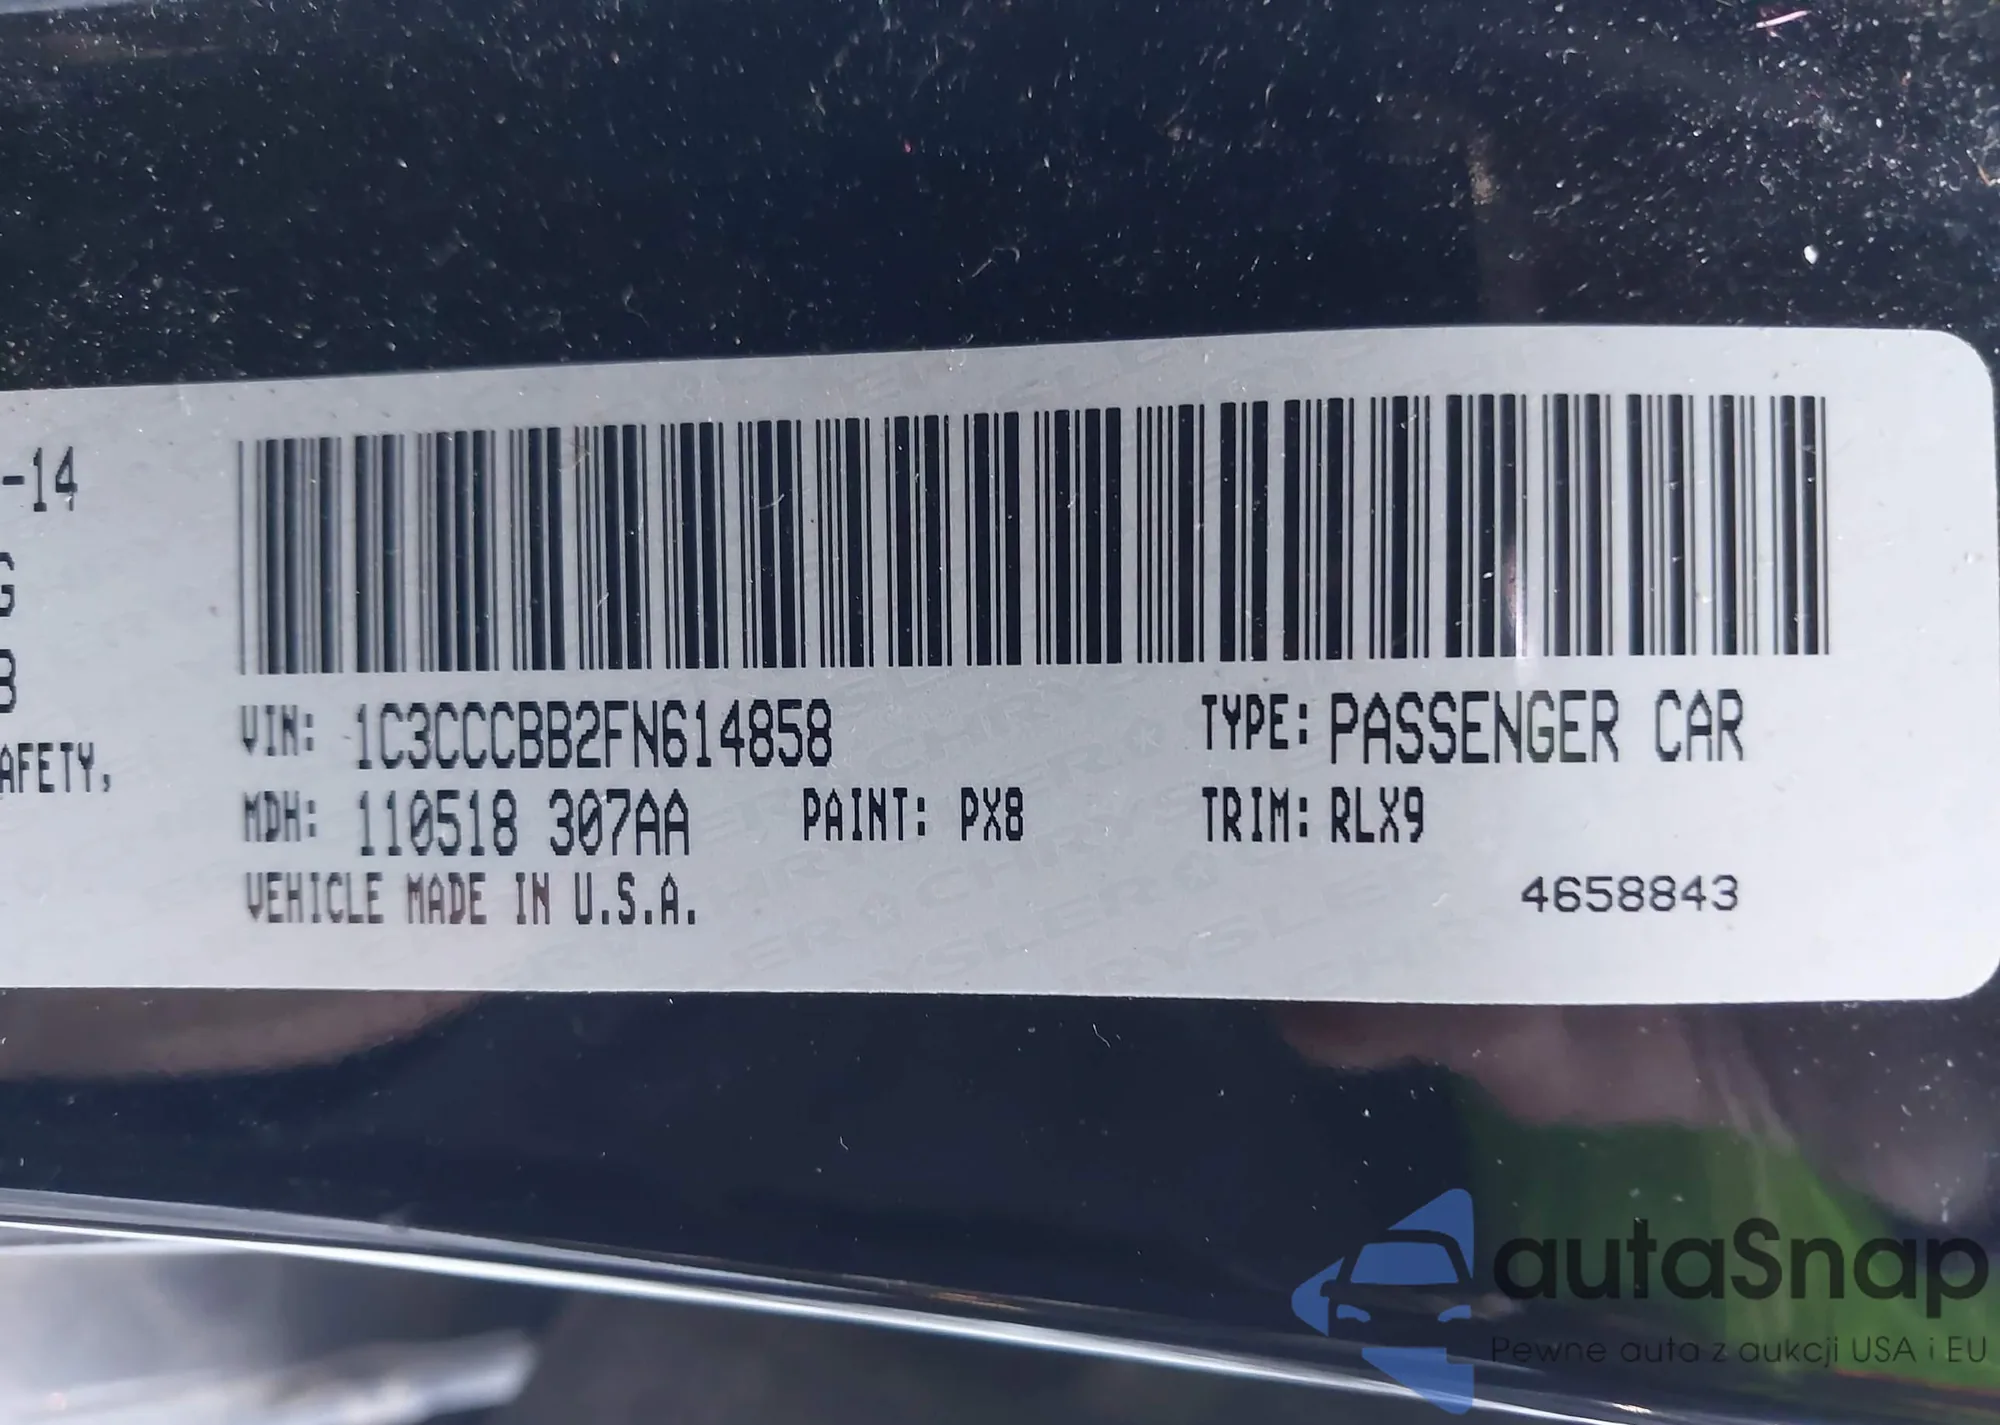 -14
G
B
AFETY,
VIN: 1C3CCCBB2FN614858
TYPE: PASSENGER CAR
MDH: 110518 307AA
PAINT: PX8
TRIM: RLX9
VEHICLE MADE IN U.S.A.
4658843
autaSnap
Pewne auta z aukcji USA i EU